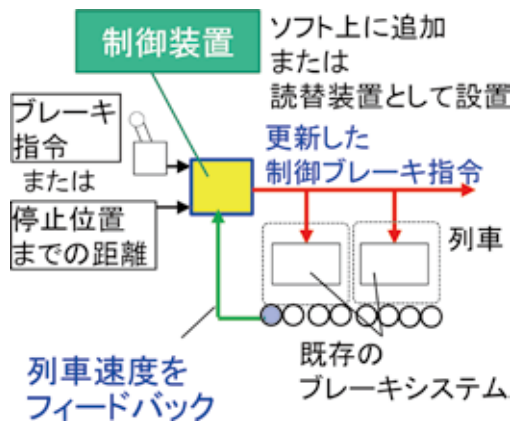 制御装置
ソフト上に追加
または
読替装置として設置
ブレーキ
指令
または
停止位置
までの距離
更新した
制御ブレーキ指令
列車
既存の
ブレーキシステム
列車速度を
フィードバック